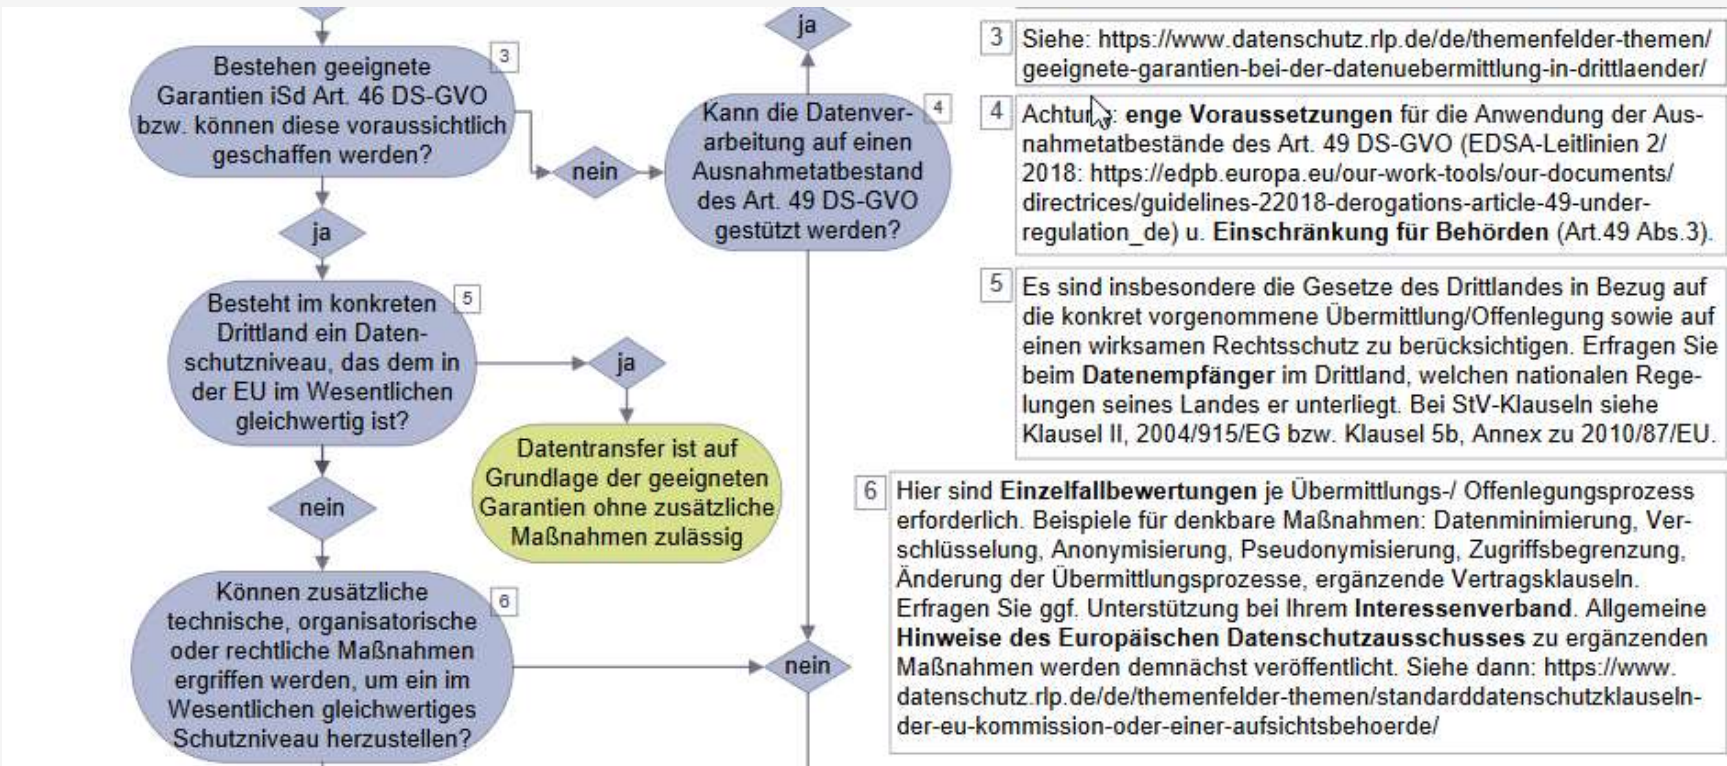 Bestehen geeignete
Garantien iSd Art. 46 DS-GVO
bzw. können diese voraussichtlich
geschaffen werden?
3
nein
ja
Kann die Datenver-
arbeitung auf einen
Ausnahmetatbestand
des Art. 49 DS-GVO
gestützt werden?
4
ja
Besteht im konkreten
Drittland ein Daten-
schutzniveau, das dem in
der EU im Wesentlichen
gleichwertig ist?
5
ja
Datentransfer ist auf
Grundlage der geeigneten
Garantien ohne zusätzliche
Maßnahmen zulässig
nein
Können zusätzliche
technische, organisatorische
oder rechtliche Maßnahmen
ergriffen werden, um ein im
Wesentlichen gleichwertiges
Schutzniveau herzustellen?
6
nein
3 Siehe: https://www.datenschutz.rlp.de/de/themenfelder-themen/
geeignete-garantien-bei-der-datenuebermittlung-in-drittlaender/
4 enge Voraussetzungen für die Anwendung der Aus-
nahmetatbestände des Art. 49 DS-GVO (EDSA-Leitlinien 2/
2018: https://edpb.europa.eu/our-work-tools/our-documents/
directrices/guidelines-22018-derogations-article-49-under-
regulation_de) u. Einschränkung für Behörden (Art.49 Abs.3).
5 Es sind insbesondere die Gesetze des Drittlandes in Bezug auf
die konkret vorgenommene Übermittlung/Offenlegung sowie auf
einen wirksamen Rechtsschutz zu berücksichtigen. Erfragen Sie
beim Datenempfänger im Drittland, welchen nationalen Rege-
lungen seines Landes er unterliegt. Bei StV-Klauseln siehe
Klausel II, 2004/915/EG bzw. Klausel 5b, Annex zu 2010/87/EU.
6 Hier sind Einzelfallbewertungen je Übermittlungs-/ Offenlegungsprozess
erforderlich. Beispiele für denkbare Maßnahmen: Datenminimierung, Ver-
schlüsselung, Anonymisierung, Pseudonymisierung, Zugriffsbegrenzung,
Änderung der Übermittlungsprozesse, ergänzende Vertragsklauseln.
Erfragen Sie ggf. Unterstützung bei Ihrem Interessenverband. Allgemeine
Hinweise des Europäischen Datenschutzausschusses zu ergänzenden
Maßnahmen werden demnächst veröffentlicht. Siehe dann: https://www.
datenschutz.rlp.de/de/themenfelder-themen/standarddatenschutzklauseln-
der-eu-kommission-oder-einer-aufsichtsbehoerde/